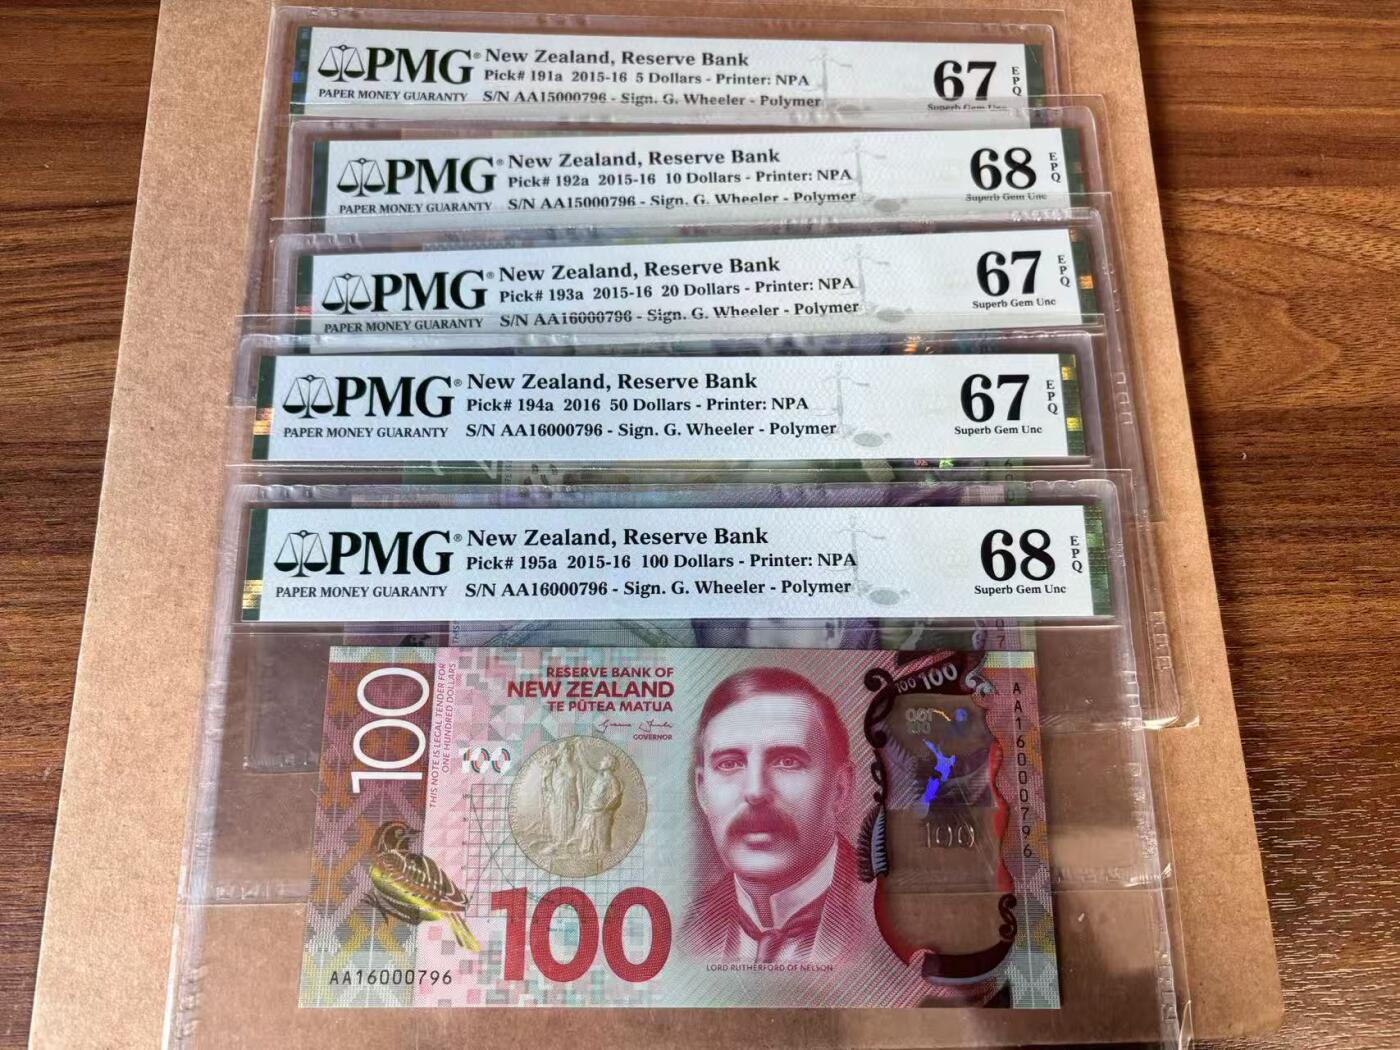 PMG® New Zealand, Reserve Bank
Pick# 191a 2015-16 5 Dollars - Printer: NPA
PAPER MONEY GUARANTY S/N AA15000796 - Sign. G. Wheeler - Polymer
67 EPQ
Superb Gem Unc
PMG® New Zealand, Reserve Bank
Pick# 192a 2015-16 10 Dollars - Printer: NPA
PAPER MONEY GUARANTY S/N AA15000796 - Sign. G. Wheeler - Polymer
68 EPQ
Superb Gem Unc
PMG® New Zealand, Reserve Bank
Pick# 193a 2015-16 20 Dollars - Printer: NPA
PAPER MONEY GUARANTY S/N AA16000796 - Sign. G. Wheeler - Polymer
67 EPQ
Superb Gem Unc
PMG® New Zealand, Reserve Bank
Pick# 194a 2016 50 Dollars - Printer: NPA
PAPER MONEY GUARANTY S/N AA16000796 - Sign. G. Wheeler - Polymer
67 EPQ
Superb Gem Unc
PMG® New Zealand, Reserve Bank
Pick# 195a 2015-16 100 Dollars - Printer: NPA
PAPER MONEY GUARANTY S/N AA16000796 - Sign. G. Wheeler - Polymer
68 EPQ
Superb Gem Unc
100
THIS NOTE IS LEGAL TENDER FOR
ONE HUNDRED DOLLARS
RESERVE BANK OF
NEW ZEALAND
TE PŪTEA MATUA
GOVERNOR
100
100 100
AA16000796
100
100
LORD RUTHERFORD OF NELSON
AA16000796